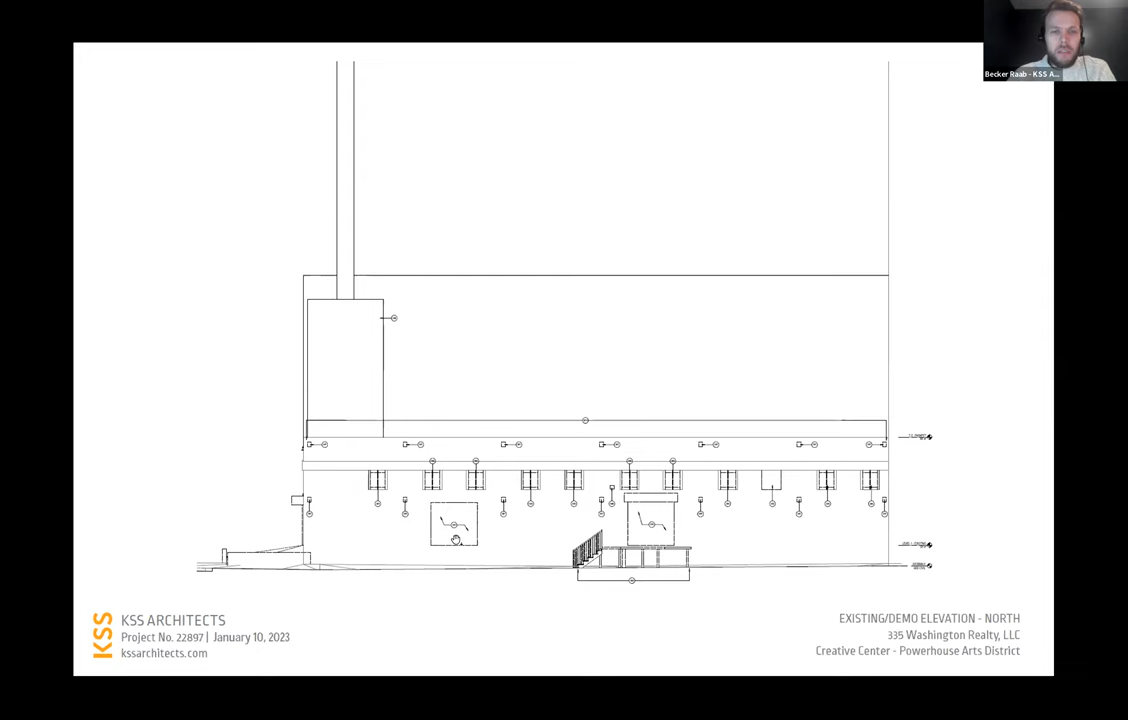 Becker Raab - KSS A...
KSS
KSS ARCHITECTS
Project No. 22897 | January 10, 2023
kssarchitects.com
EXISTING/DEMO ELEVATION - NORTH
335 Washington Realty, LLC
Creative Center - Powerhouse Arts District